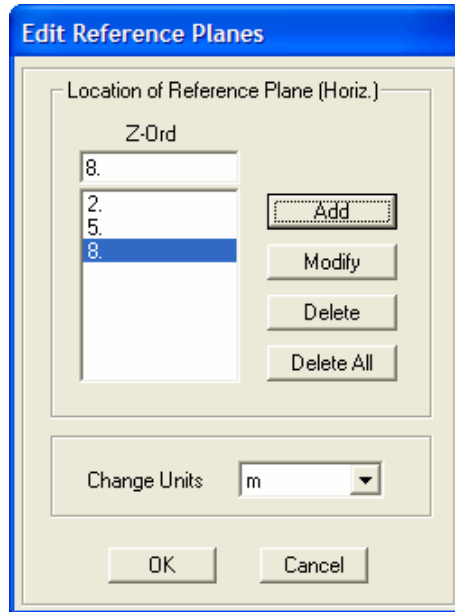 Edit Reference Planes
Location of Reference Plane (Horiz.)
Z-Ord
8.
2.
5.
8.
Add
Modify
Delete
Delete All
Change Units
m
OK
Cancel